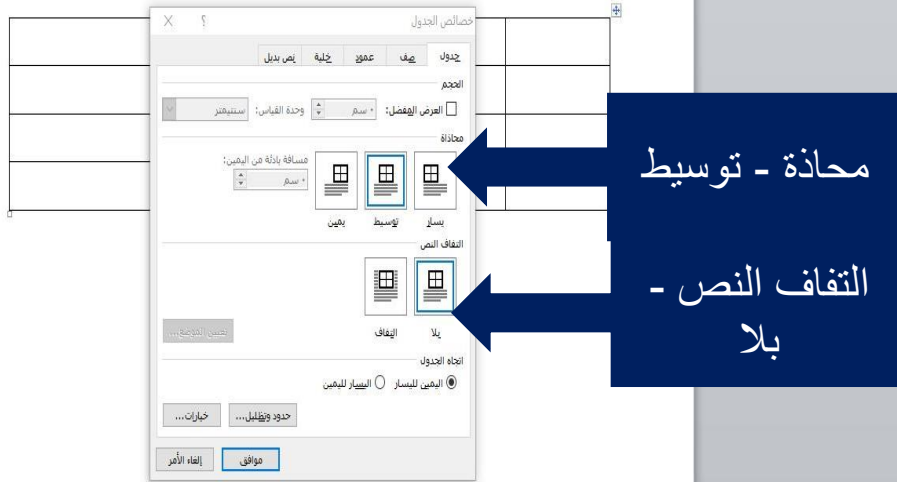 خصائص الجدول
؟
جدول صف عمود خلية نص بديل
الحجم
العرض المفضل: ٠ سم وحدة القياس: سنتيمتر
محاذاة
مسافة بادئة من اليمين:
٠ سم
يسار توسيط يمين
التفاف النص
بلا التفاف
تعيين الموضع...
اتجاه الجدول
اليمين لليسار اليسار لليمين
حدود وتظليل... خيارات...
موافق إلغاء الأمر
محاذة - توسيط
التفاف النص -
بلا